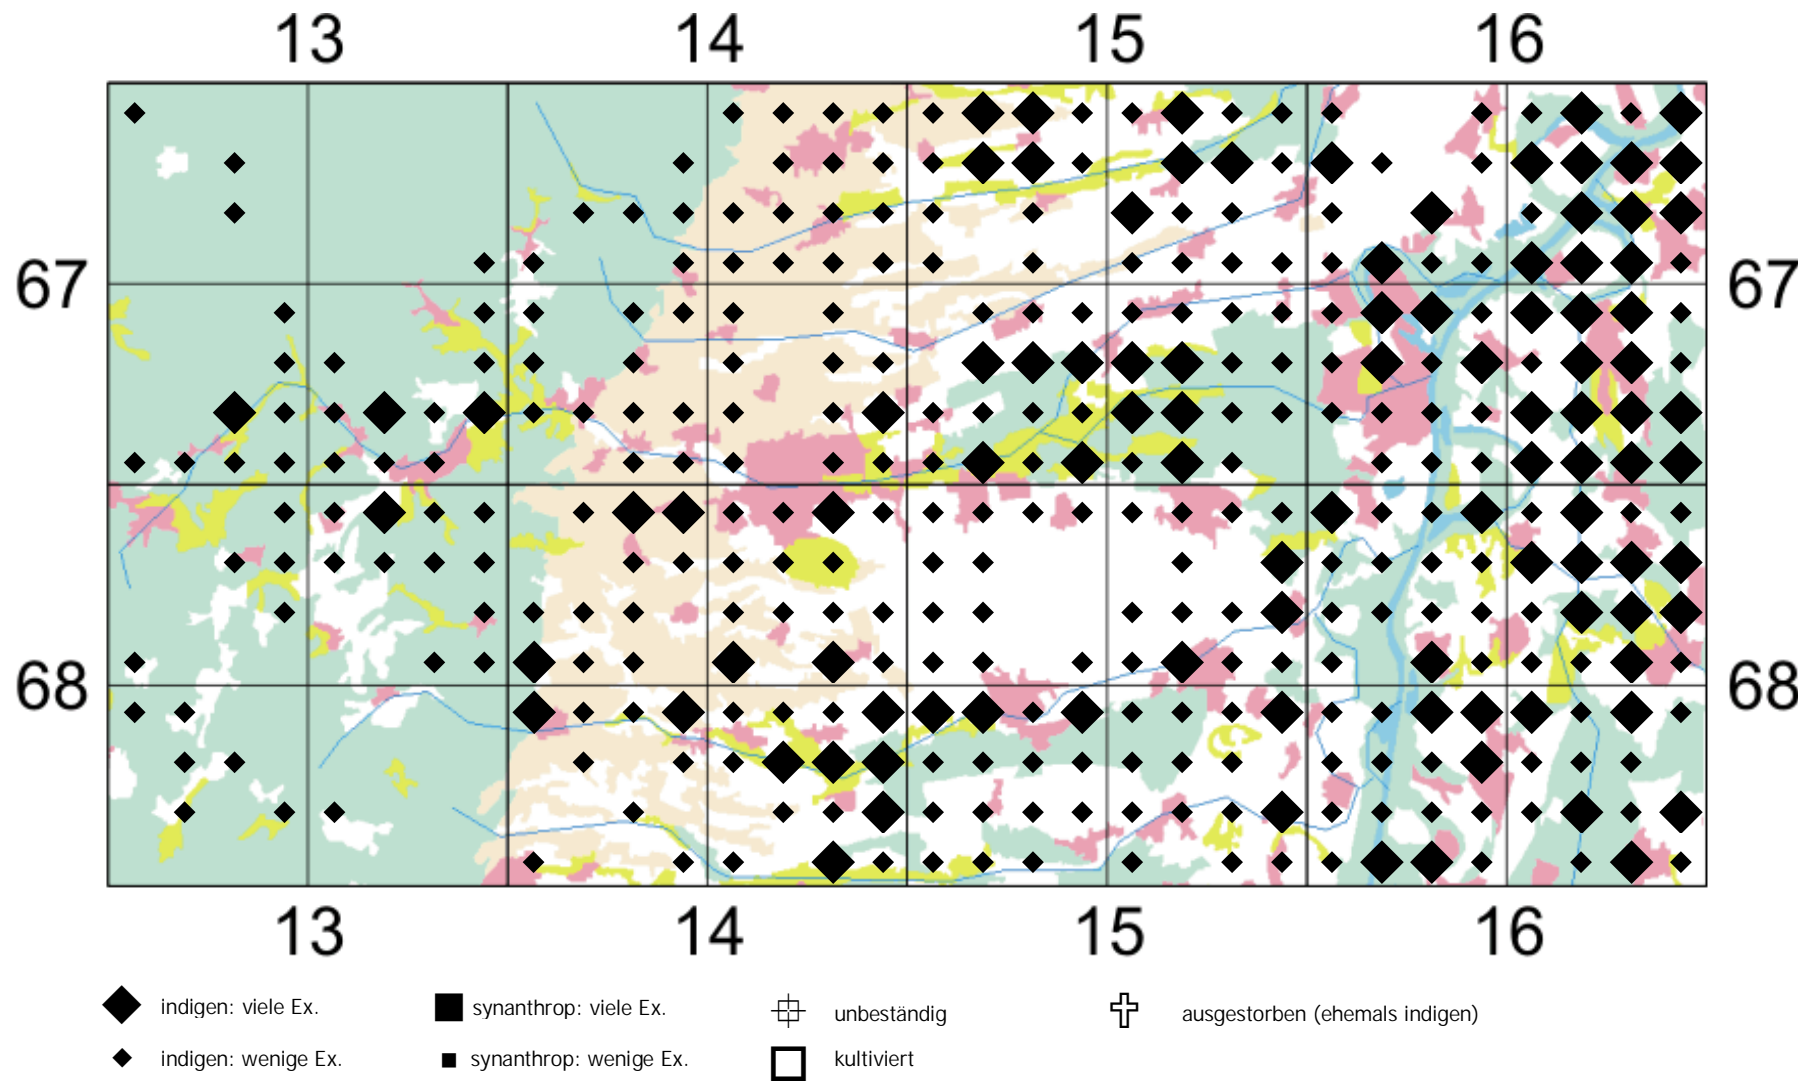 13 14 15 16
67 67
68 68
13 14 15 16
indigen: viele Ex. synanthrop: viele Ex. unbeständig ausgestorben (ehemals indigen)
indigen: wenige Ex. synanthrop: wenige Ex. kultiviert